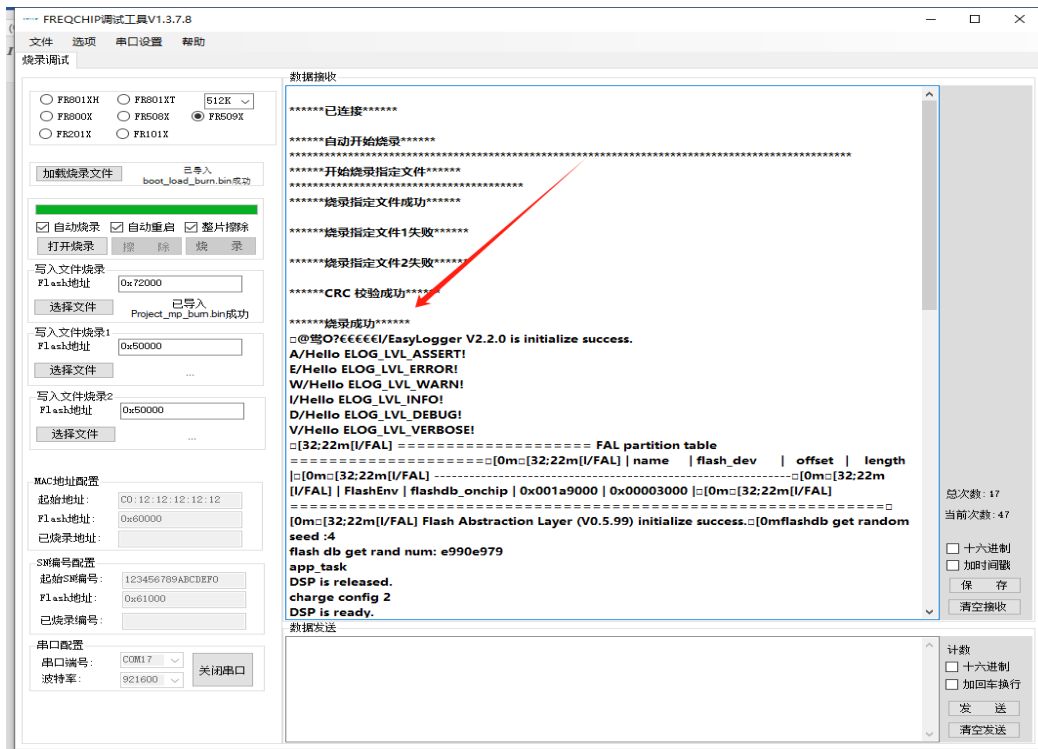 FREQCHIP调试工具V1.3.7.8
文件 选项 串口设置 帮助
烧录调试
FR801XH FR801XT 512K
FR800X FR508X FR509X
FR201X FR101X
加载烧录文件 已导入
boot_load_burn.bin成功
自动烧录 自动重启 整片擦除
打开烧录 擦 除 烧 录
写入文件烧录
Flash地址 0x72000
选择文件 已导入
Project_mp_burn.bin成功
写入文件烧录1
Flash地址 0x50000
选择文件 ...
写入文件烧录2
Flash地址 0x50000
选择文件 ...
MAC地址配置
起始地址: C0:12:12:12:12:12
Flash地址: 0x60000
已烧录地址:
SN编号配置
起始SN编号: 123456789ABCDEF0
Flash地址: 0x61000
已烧录编号:
串口配置
串口端号: COM17
波特率: 921600
关闭串口
数据接收
******已连接******
******自动开始烧录******
******开始烧录指定文件******
******烧录指定文件成功******
******烧录指定文件1失败******
******烧录指定文件2失败******
******CRC 校验成功******
******烧录成功******
□@鸴O?€€€€€I/EasyLogger V2.2.0 is initialize success.
A/Hello ELOG_LVL_ASSERT!
E/Hello ELOG_LVL_ERROR!
W/Hello ELOG_LVL_WARN!
I/Hello ELOG_LVL_INFO!
D/Hello ELOG_LVL_DEBUG!
V/Hello ELOG_LVL_VERBOSE!
□[32;22m[I/FAL] ==================== FAL partition table
=====================□[0m□[32;22m[I/FAL] | name | flash_dev | offset | length
|□[0m□[32;22m[I/FAL] -------------------------------------------------------------□[0m□[32;22m
[I/FAL] | FlashEnv | flashdb_onchip | 0x001a9000 | 0x00003000 |□[0m□[32;22m[I/FAL]
=============================================================□
[0m□[32;22m[I/FAL] Flash Abstraction Layer (V0.5.99) initialize success.□[0mflashdb get random
seed :4
flash db get rand num: e990e979
app_task
DSP is released.
charge config 2
DSP is ready.
总次数: 17
当前次数: 47
十六进制
加时间戳
保 存
清空接收
数据发送
计数
十六进制
加回车换行
发 送
清空发送